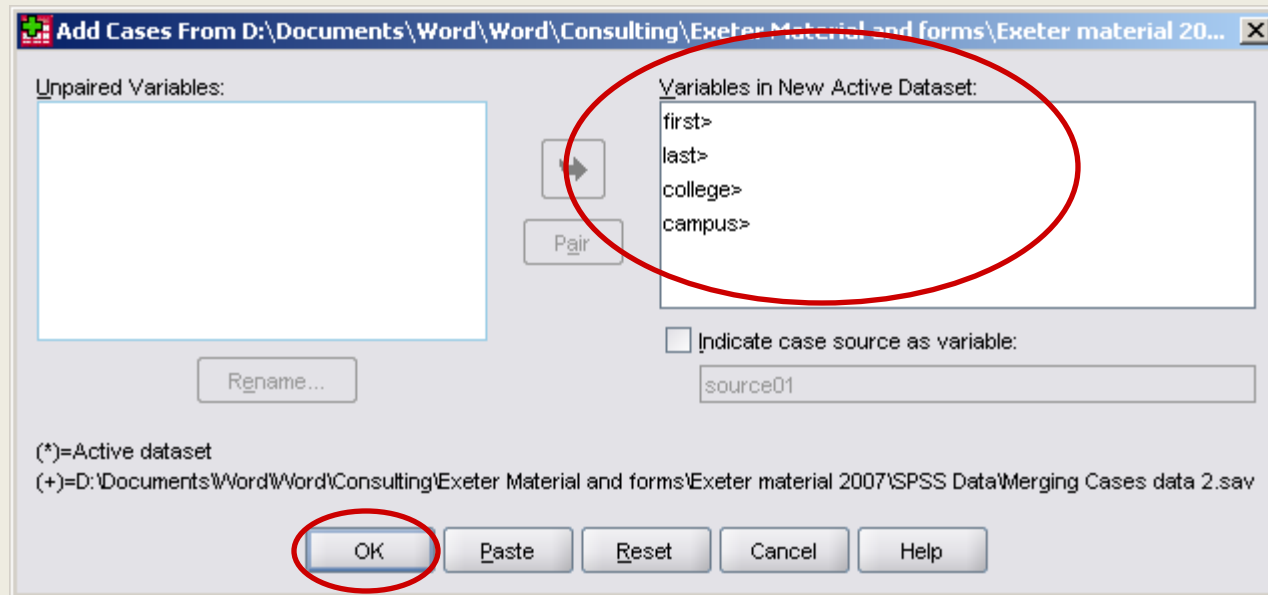 Add Cases From D:\Documents\Word\Word\Consulting\Exeter Material and forms\Exeter material 20...
Unpaired Variables:
Variables in New Active Dataset:
first>
last>
college>
campus>
Pair
Indicate case source as variable:
Rename...
source01
(*)=Active dataset
(+)=D:\Documents\Word\Word\Consulting\Exeter Material and forms\Exeter material 2007\SPSS Data\Merging Cases data 2.sav
OK Paste Reset Cancel Help